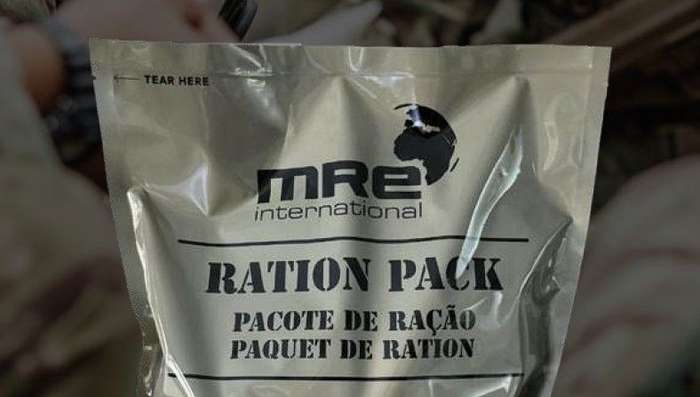 TEAR HERE
MRe
international
RATION PACK
PACOTE DE RAÇÃO
PAQUET DE RATION